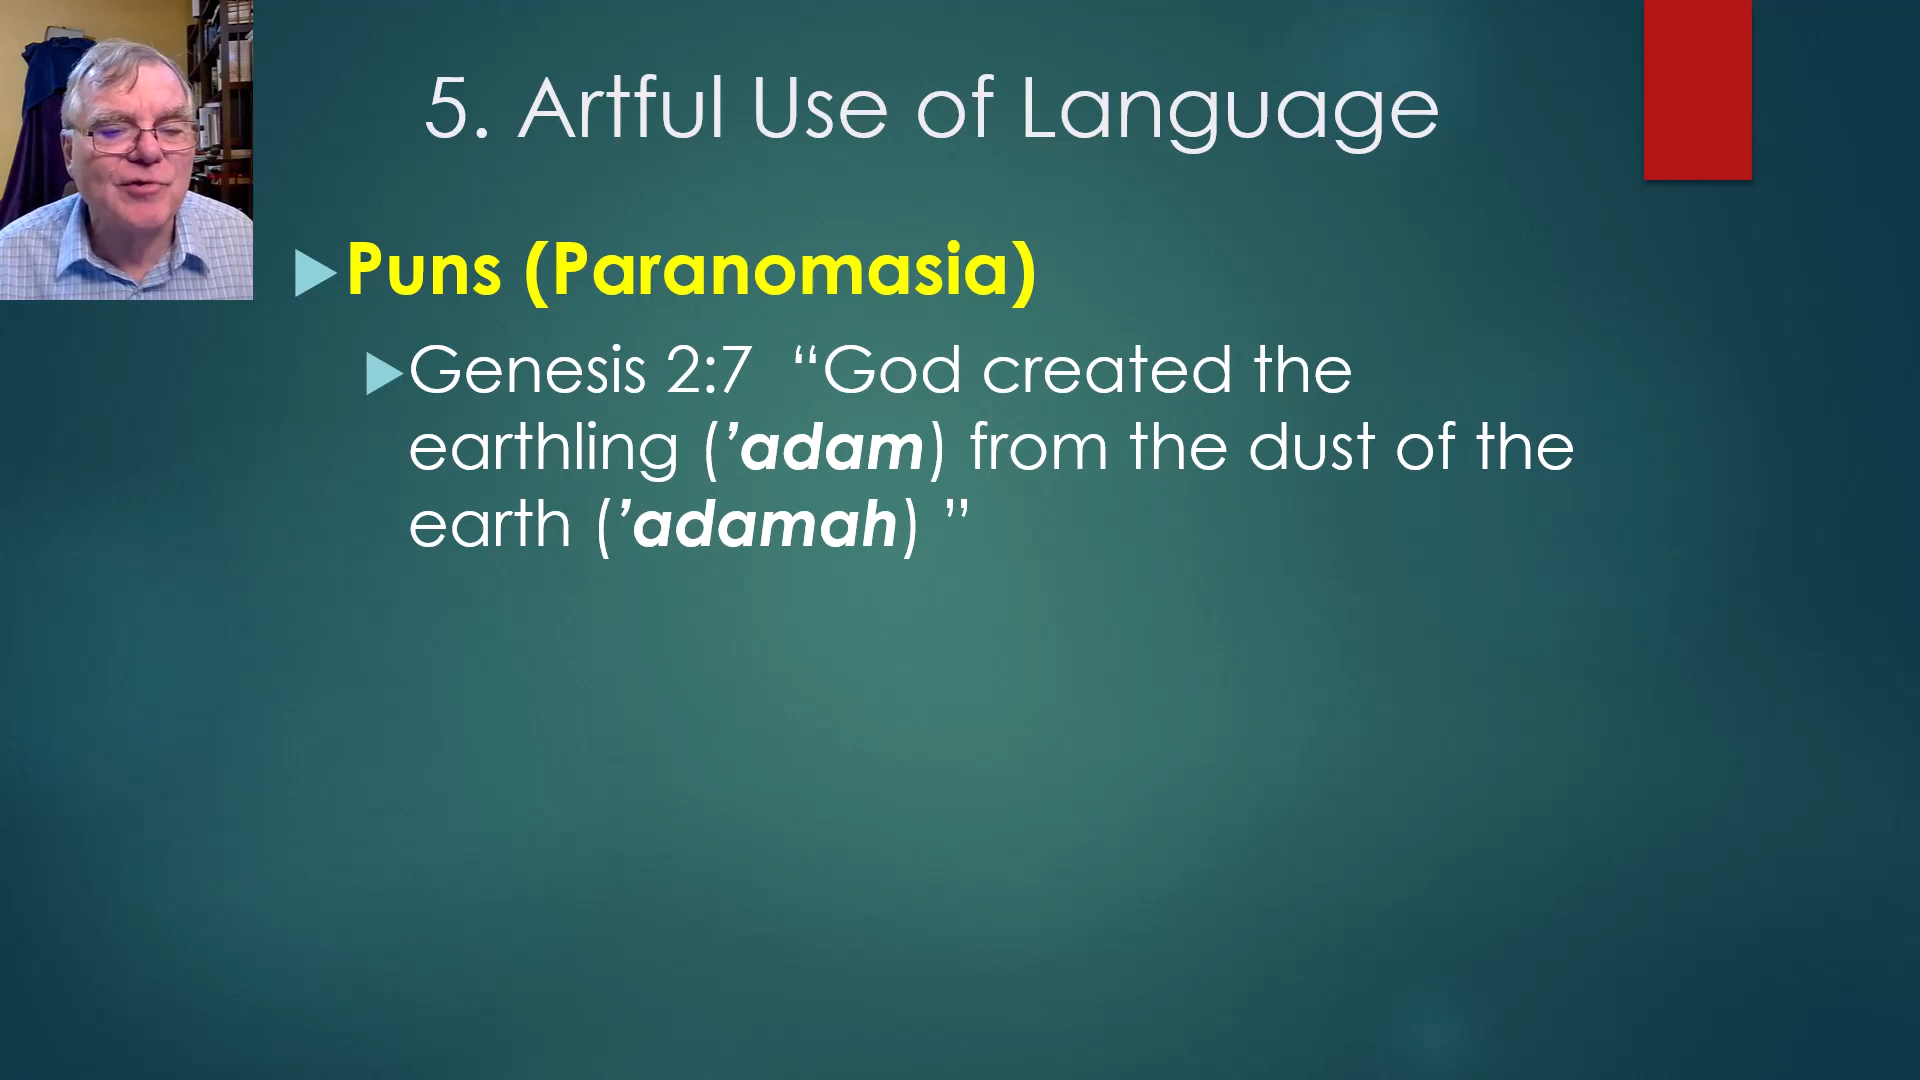 5. Artful Use of Language
Puns (Paranomasia)
Genesis 2:7 “God created the
earthling (’adam) from the dust of the
earth (’adamah) ”